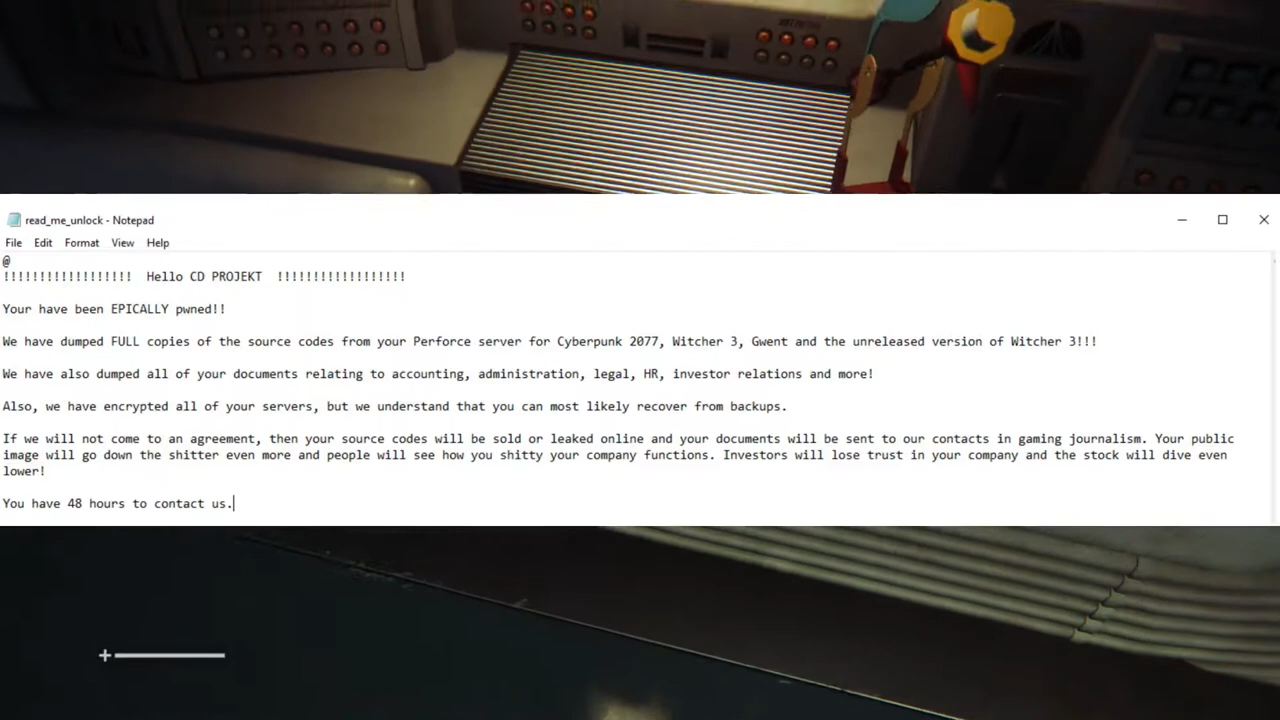 read_me_unlock - Notepad
File Edit Format View Help
@
!!!!!!!!!!!!!!!!!! Hello CD PROJEKT !!!!!!!!!!!!!!!!!!
Your have been EPICALLY pwned!!
We have dumped FULL copies of the source codes from your Perforce server for Cyberpunk 2077, Witcher 3, Gwent and the unreleased version of Witcher 3!!!
We have also dumped all of your documents relating to accounting, administration, legal, HR, investor relations and more!
Also, we have encrypted all of your servers, but we understand that you can most likely recover from backups.
If we will not come to an agreement, then your source codes will be sold or leaked online and your documents will be sent to our contacts in gaming journalism. Your public
image will go down the shitter even more and people will see how you shitty your company functions. Investors will lose trust in your company and the stock will dive even
lower!
You have 48 hours to contact us.